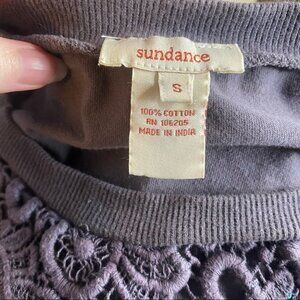 sundance
S
100% COTTON
RN 106205
MADE IN INDIA